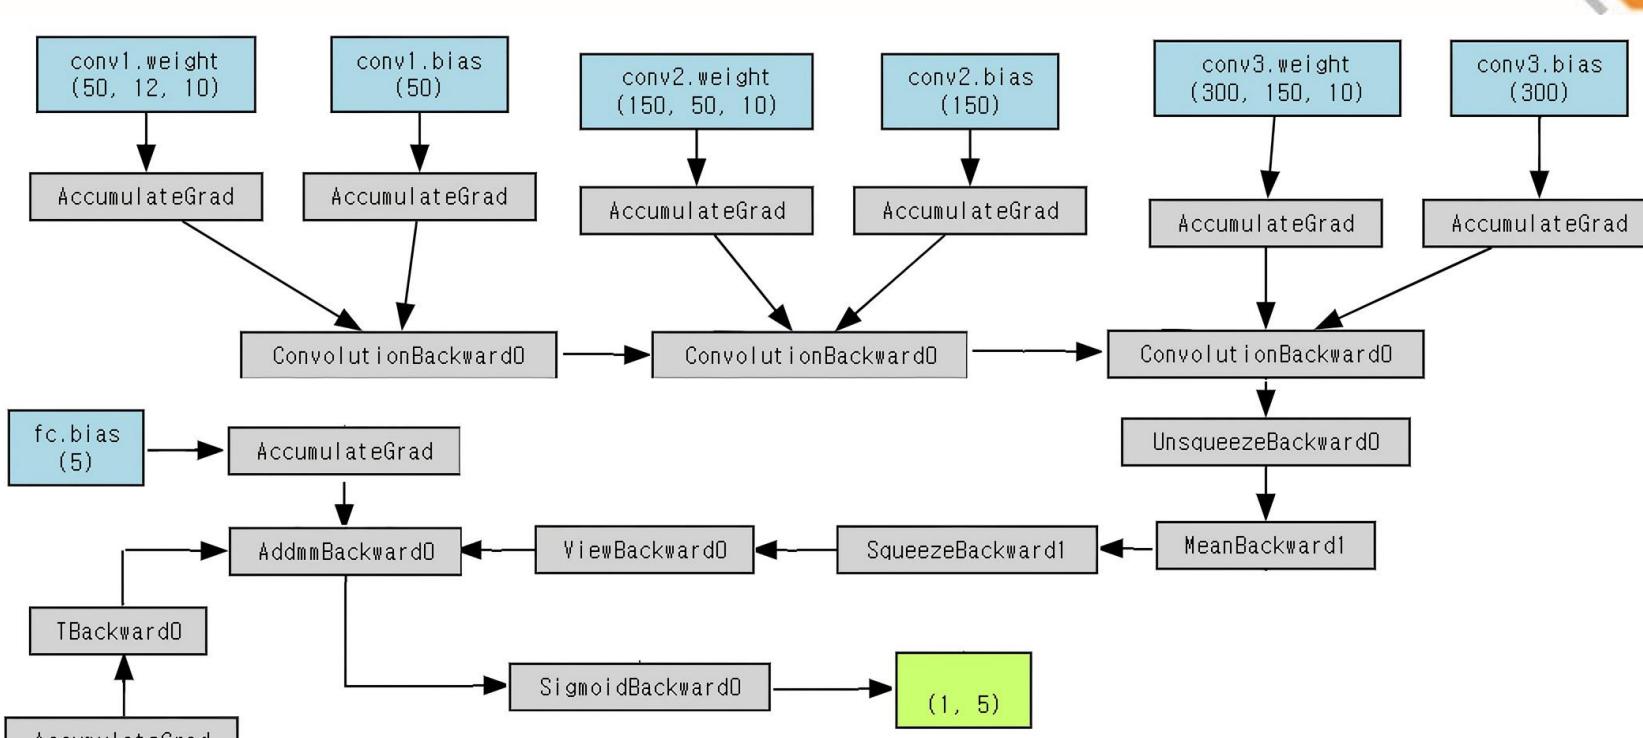 conv1.weight
(50, 12, 10)
conv1.bias
(50)
conv2.weight
(150, 50, 10)
conv2.bias
(150)
conv3.weight
(300, 150, 10)
conv3.bias
(300)
AccumulateGrad
AccumulateGrad
AccumulateGrad
AccumulateGrad
AccumulateGrad
AccumulateGrad
ConvolutionBackward0
ConvolutionBackward0
ConvolutionBackward0
fc.bias
(5)
AccumulateGrad
UnsqueezeBackward0
AddmmBackward0
ViewBackward0
SqueezeBackward1
MeanBackward1
TBackward0
SigmoidBackward0
(1, 5)
AccumulateGrad